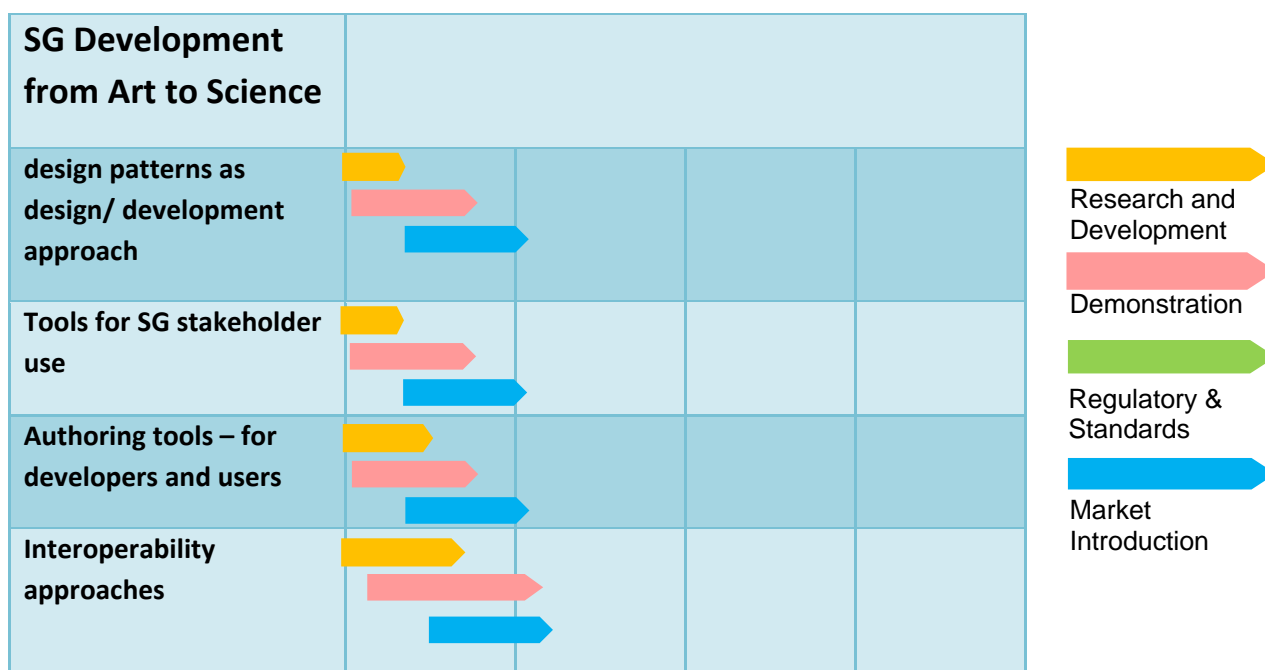 SG Development
from Art to Science
design patterns as
design/ development
approach
Tools for SG stakeholder
use
Authoring tools – for
developers and users
Interoperability
approaches
Research and
Development
Demonstration
Regulatory &
Standards
Market
Introduction